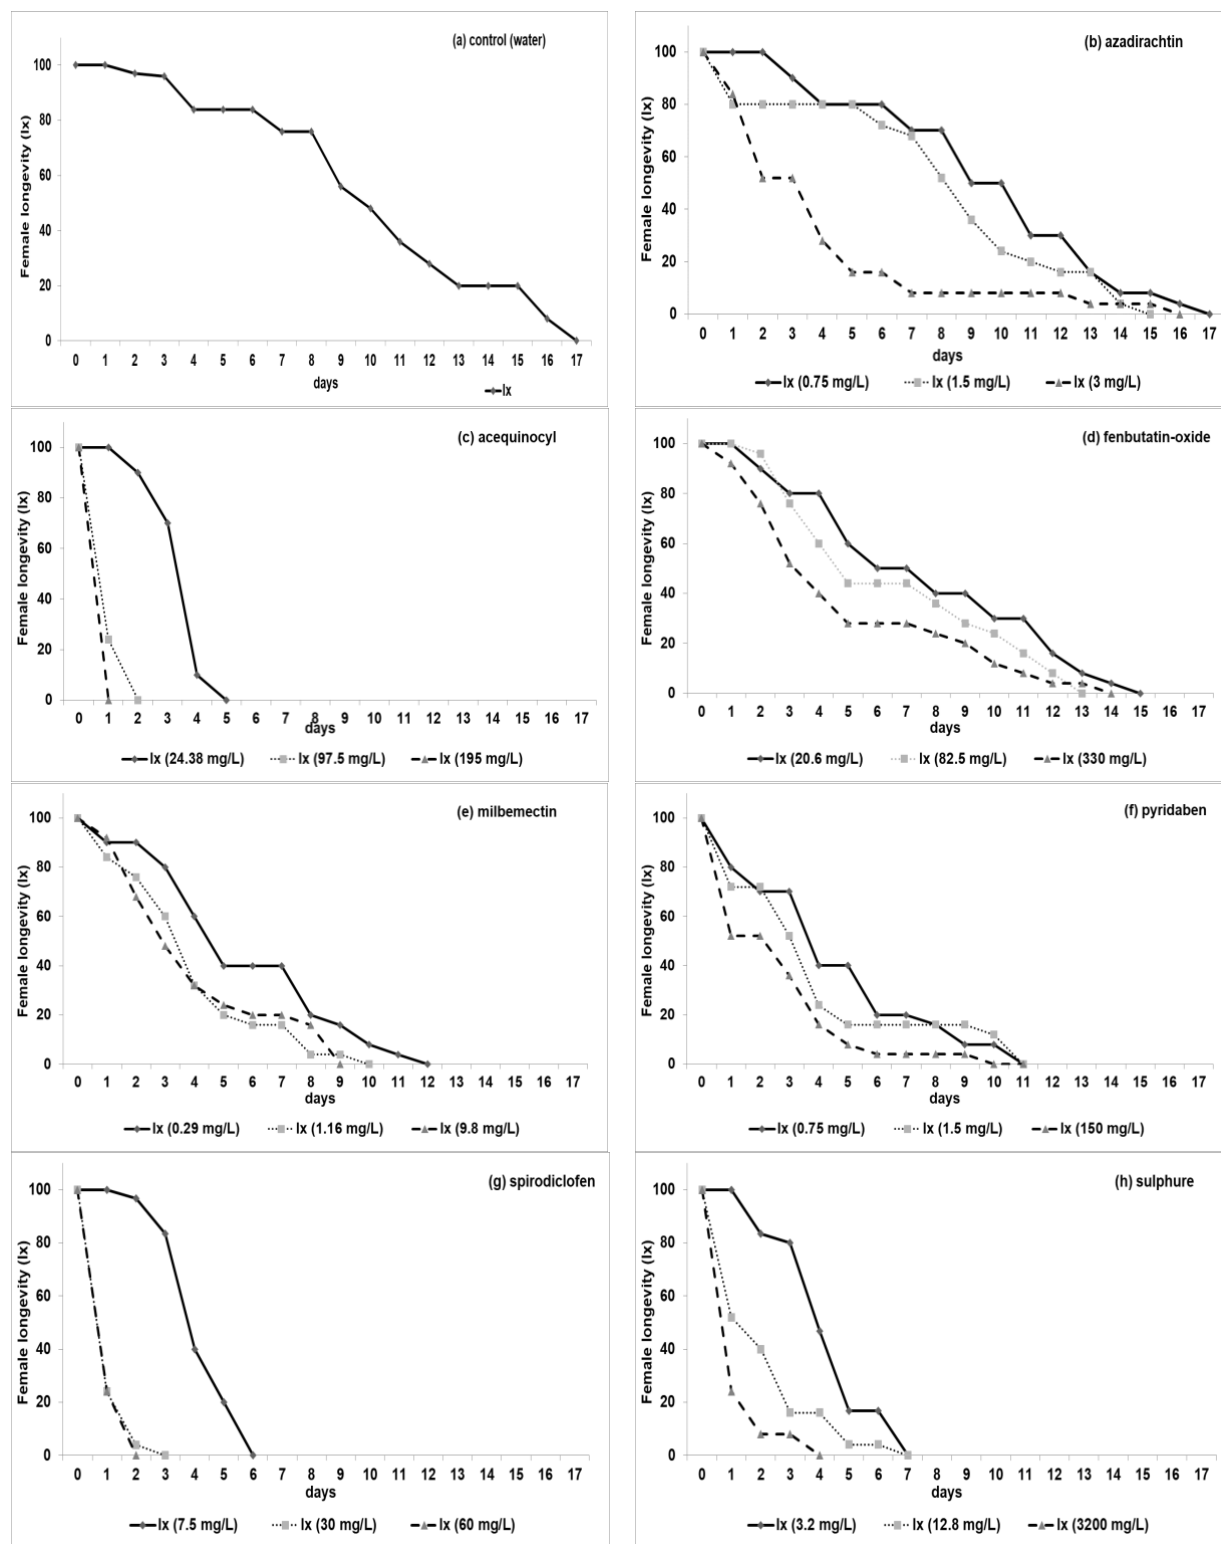 (a) control (water)
Female longevity (lx)
100
80
60
40
20
0
0 1 2 3 4 5 6 7 8 9 10 11 12 13 14 15 16 17
days
lx
(b) azadirachtin
Female longevity (lx)
100
80
60
40
20
0
0 1 2 3 4 5 6 7 8 9 10 11 12 13 14 15 16 17
days
lx (0.75 mg/L) lx (1.5 mg/L) lx (3 mg/L)
(c) acequinocyl
Female longevity (lx)
100
80
60
40
20
0
0 1 2 3 4 5 6 7 8 9 10 11 12 13 14 15 16 17
days
lx (24.38 mg/L) lx (97.5 mg/L) lx (195 mg/L)
(d) fenbutatin-oxide
Female longevity (lx)
100
80
60
40
20
0
0 1 2 3 4 5 6 7 8 9 10 11 12 13 14 15 16 17
days
lx (20.6 mg/L) lx (82.5 mg/L) lx (330 mg/L)
(e) milbemectin
Female longevity (lx)
100
80
60
40
20
0
0 1 2 3 4 5 6 7 8 9 10 11 12 13 14 15 16 17
days
lx (0.29 mg/L) lx (1.16 mg/L) lx (9.8 mg/L)
(f) pyridaben
Female longevity (lx)
100
80
60
40
20
0
0 1 2 3 4 5 6 7 8 9 10 11 12 13 14 15 16 17
days
lx (0.75 mg/L) lx (1.5 mg/L) lx (150 mg/L)
(g) spirodiclofen
Female longevity (lx)
100
80
60
40
20
0
0 1 2 3 4 5 6 7 8 9 10 11 12 13 14 15 16 17
days
lx (7.5 mg/L) lx (30 mg/L) lx (60 mg/L)
(h) sulphure
Female longevity (lx)
100
80
60
40
20
0
0 1 2 3 4 5 6 7 8 9 10 11 12 13 14 15 16 17
days
lx (3.2 mg/L) lx (12.8 mg/L) lx (3200 mg/L)